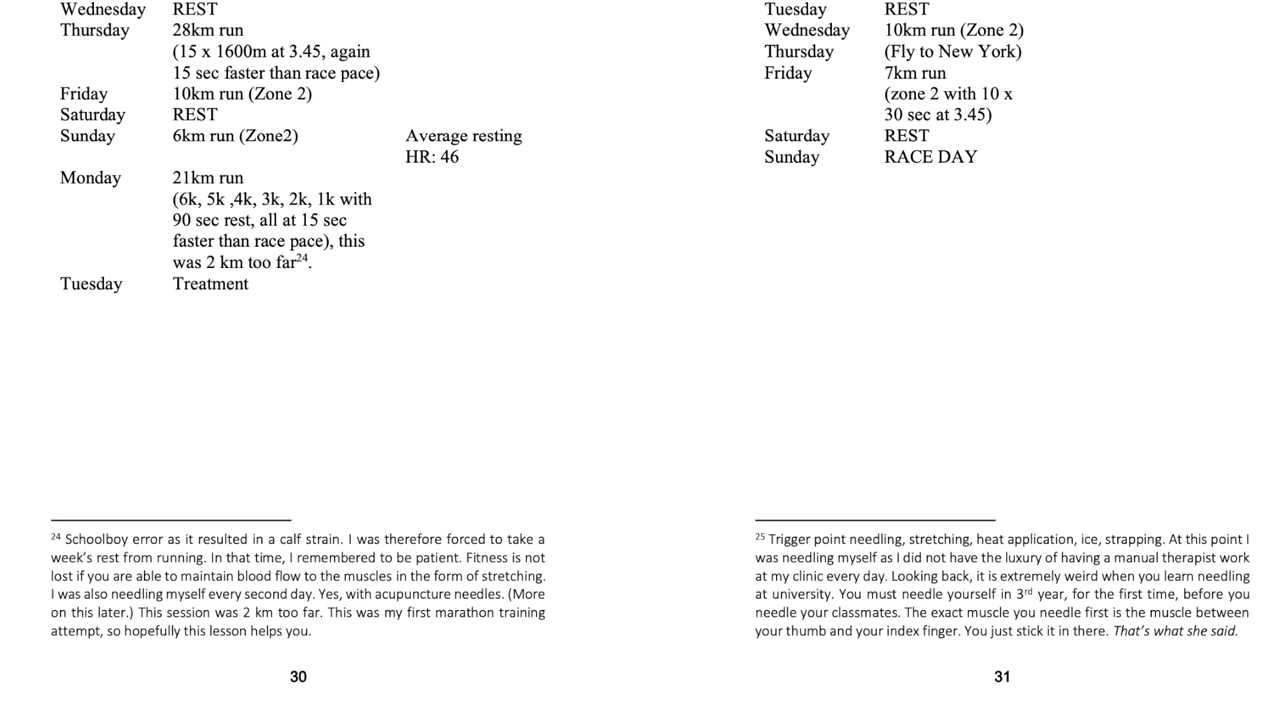 Wednesday REST
Thursday 28km run
(15 x 1600m at 3.45, again
15 sec faster than race pace)
Friday 10km run (Zone 2)
Saturday REST
Sunday 6km run (Zone2) Average resting
HR: 46
Monday 21km run
(6k, 5k ,4k, 3k, 2k, 1k with
90 sec rest, all at 15 sec
faster than race pace), this
was 2 km too far24.
Tuesday Treatment
24 Schoolboy error as it resulted in a calf strain. I was therefore forced to take a
week’s rest from running. In that time, I remembered to be patient. Fitness is not
lost if you are able to maintain blood flow to the muscles in the form of stretching.
I was also needling myself every second day. Yes, with acupuncture needles. (More
on this later.) This session was 2 km too far. This was my first marathon training
attempt, so hopefully this lesson helps you.
30
Tuesday REST
Wednesday 10km run (Zone 2)
Thursday (Fly to New York)
Friday 7km run
(zone 2 with 10 x
30 sec at 3.45)
Saturday REST
Sunday RACE DAY
25 Trigger point needling, stretching, heat application, ice, strapping. At this point I
was needling myself as I did not have the luxury of having a manual therapist work
at my clinic every day. Looking back, it is extremely weird when you learn needling
at university. You must needle yourself in 3rd year, for the first time, before you
needle your classmates. The exact muscle you needle first is the muscle between
your thumb and your index finger. You just stick it in there. That’s what she said.
31